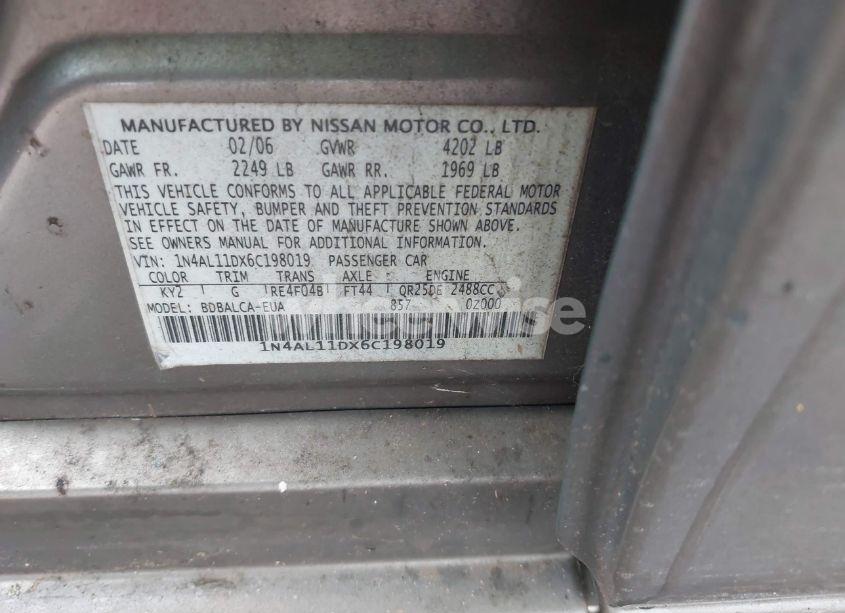 MANUFACTURED BY NISSAN MOTOR CO., LTD.
DATE 02/06 GVWR 4202 LB
GAWR FR. 2249 LB GAWR RR. 1969 LB
THIS VEHICLE CONFORMS TO ALL APPLICABLE FEDERAL MOTOR
VEHICLE SAFETY, BUMPER AND THEFT PREVENTION STANDARDS
IN EFFECT ON THE DATE OF MANUFACTURE SHOWN ABOVE.
SEE OWNERS MANUAL FOR ADDITIONAL INFORMATION.
VIN: 1N4AL11DX6C198019 PASSENGER CAR
COLOR TRIM TRANS AXLE ENGINE
KY2 G RE4F04B FT44 QR25DE 2488CC
MODEL: BDBALCA-EUA 857 0Z000
1N4AL11DX6C198019